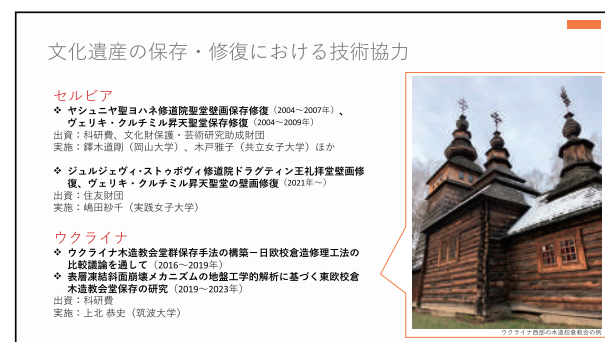 文化遺産の保存・修復における技術協力
セルビア
❖ ヤシュニヤ聖ヨハネ修道院聖堂壁画保存修復（2004～2007年）、
ヴェリキ・クルチミル昇天聖堂保存修復（2004～2009年）
出資：科研費、文化財保護・芸術研究助成財団
実施：鐸木道剛（岡山大学）、木戸雅子（共立女子大学）ほか
❖ ジュルジェヴィ・ストゥポヴィ修道院ドラグティン王礼拝堂壁画修
復、ヴェリキ・クルチミル昇天聖堂の壁画修復（2021年～）
出資：住友財団
実施：嶋田紗千（実践女子大学）
ウクライナ
❖ ウクライナ木造教会堂群保存手法の構築－日欧校倉造修理工法の
比較議論を通して（2016～2019年）
❖ 表層凍結斜面崩壊メカニズムの地盤工学的解析に基づく東欧校倉
木造教会堂保存の研究（2019～2023年）
出資：科研費
実施：上北 恭史（筑波大学）
ウクライナ西部の木造校倉教会の例